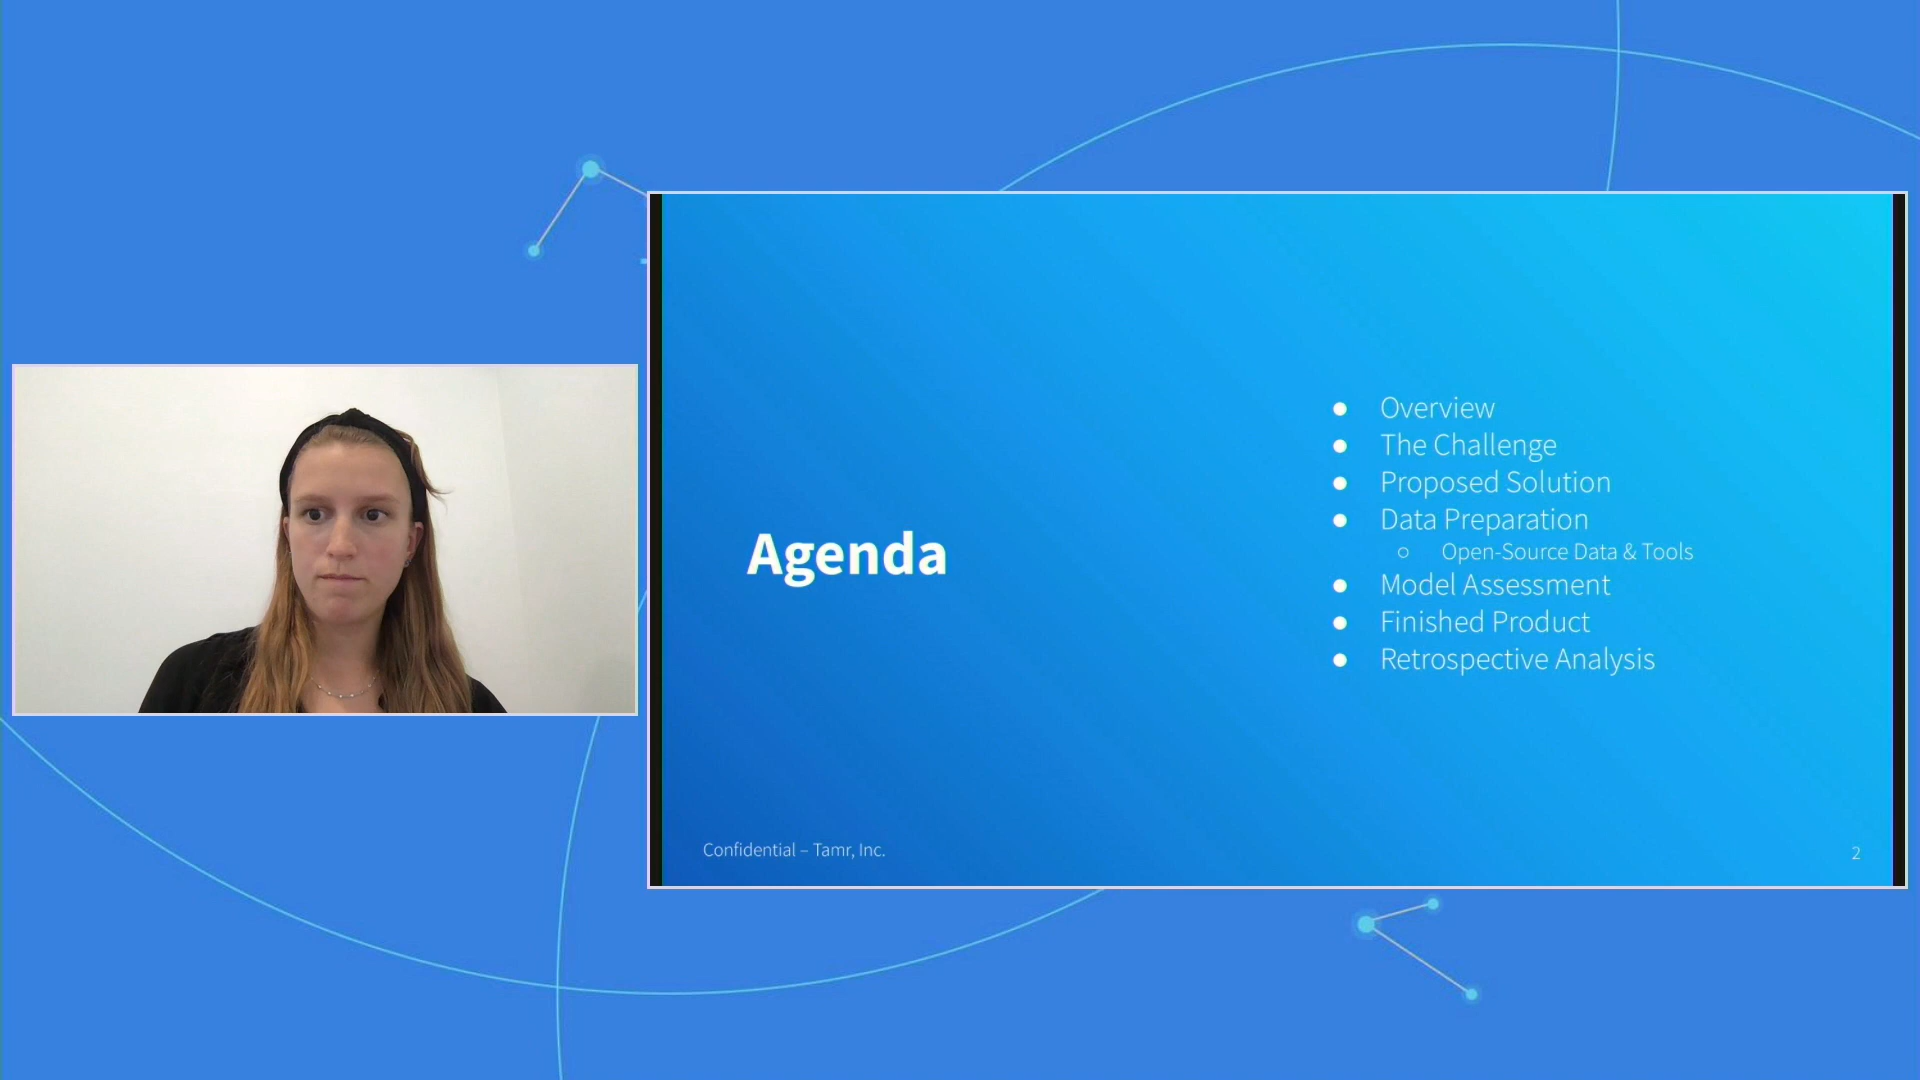 Agenda
● Overview
● The Challenge
● Proposed Solution
● Data Preparation
○ Open-Source Data & Tools
● Model Assessment
● Finished Product
● Retrospective Analysis
Confidential – Tamr, Inc.
2